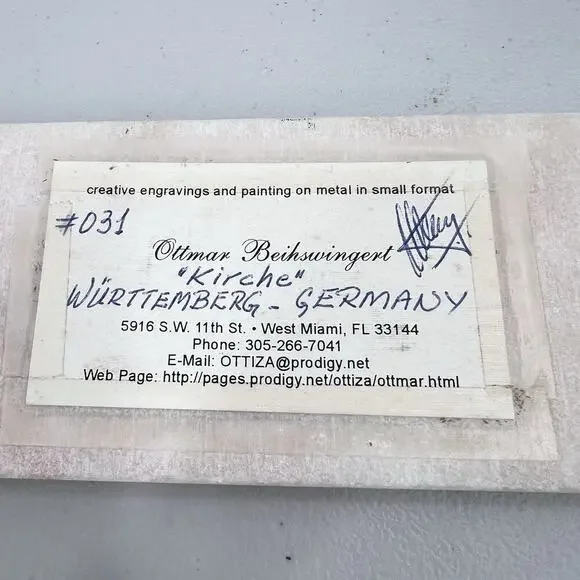 creative engravings and painting on metal in small format
#031
Ottmar Beihswingert
"Kirche"
WÜRTTEMBERG - GERMANY
5916 S.W. 11th St. • West Miami, FL 33144
Phone: 305-266-7041
E-Mail: OTTIZA@prodigy.net
Web Page: http://pages.prodigy.net/ottiza/ottmar.html